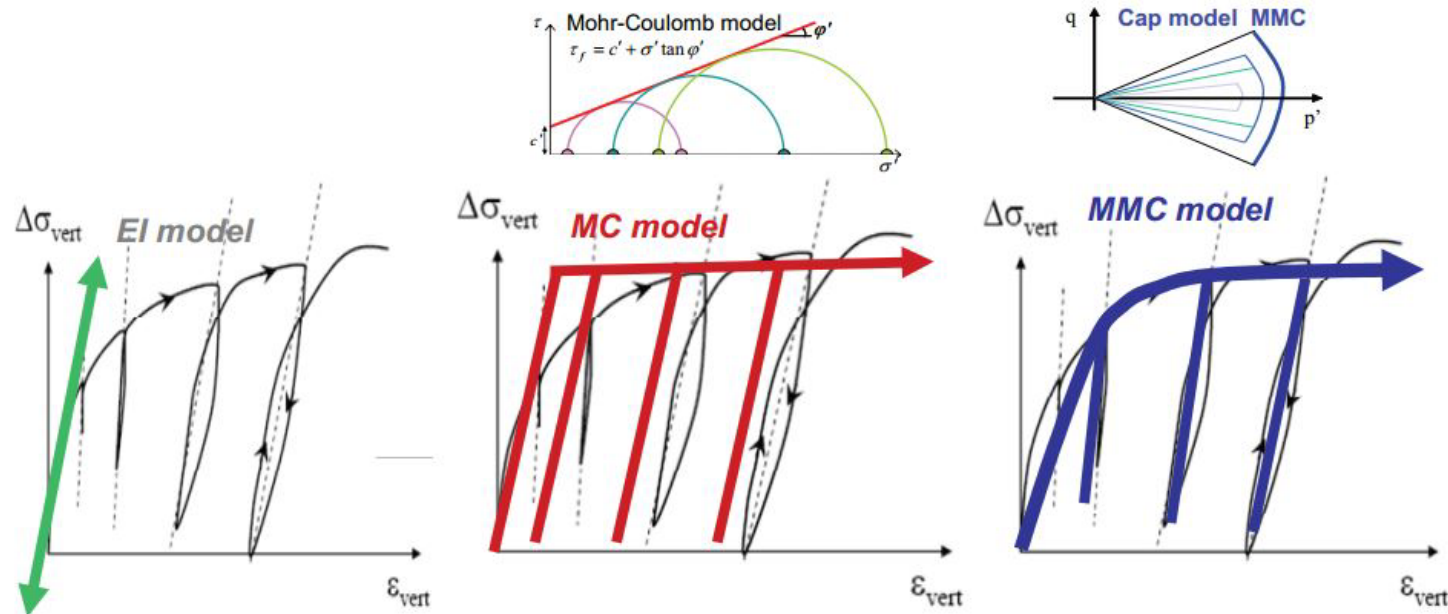 τ
Mohr-Coulomb model
τf = c' + σ' tan φ'
φ'
c'
σ'
q
Cap model MMC
p'
Δσvert
EI model
εvert
Δσvert
MC model
εvert
Δσvert
MMC model
εvert